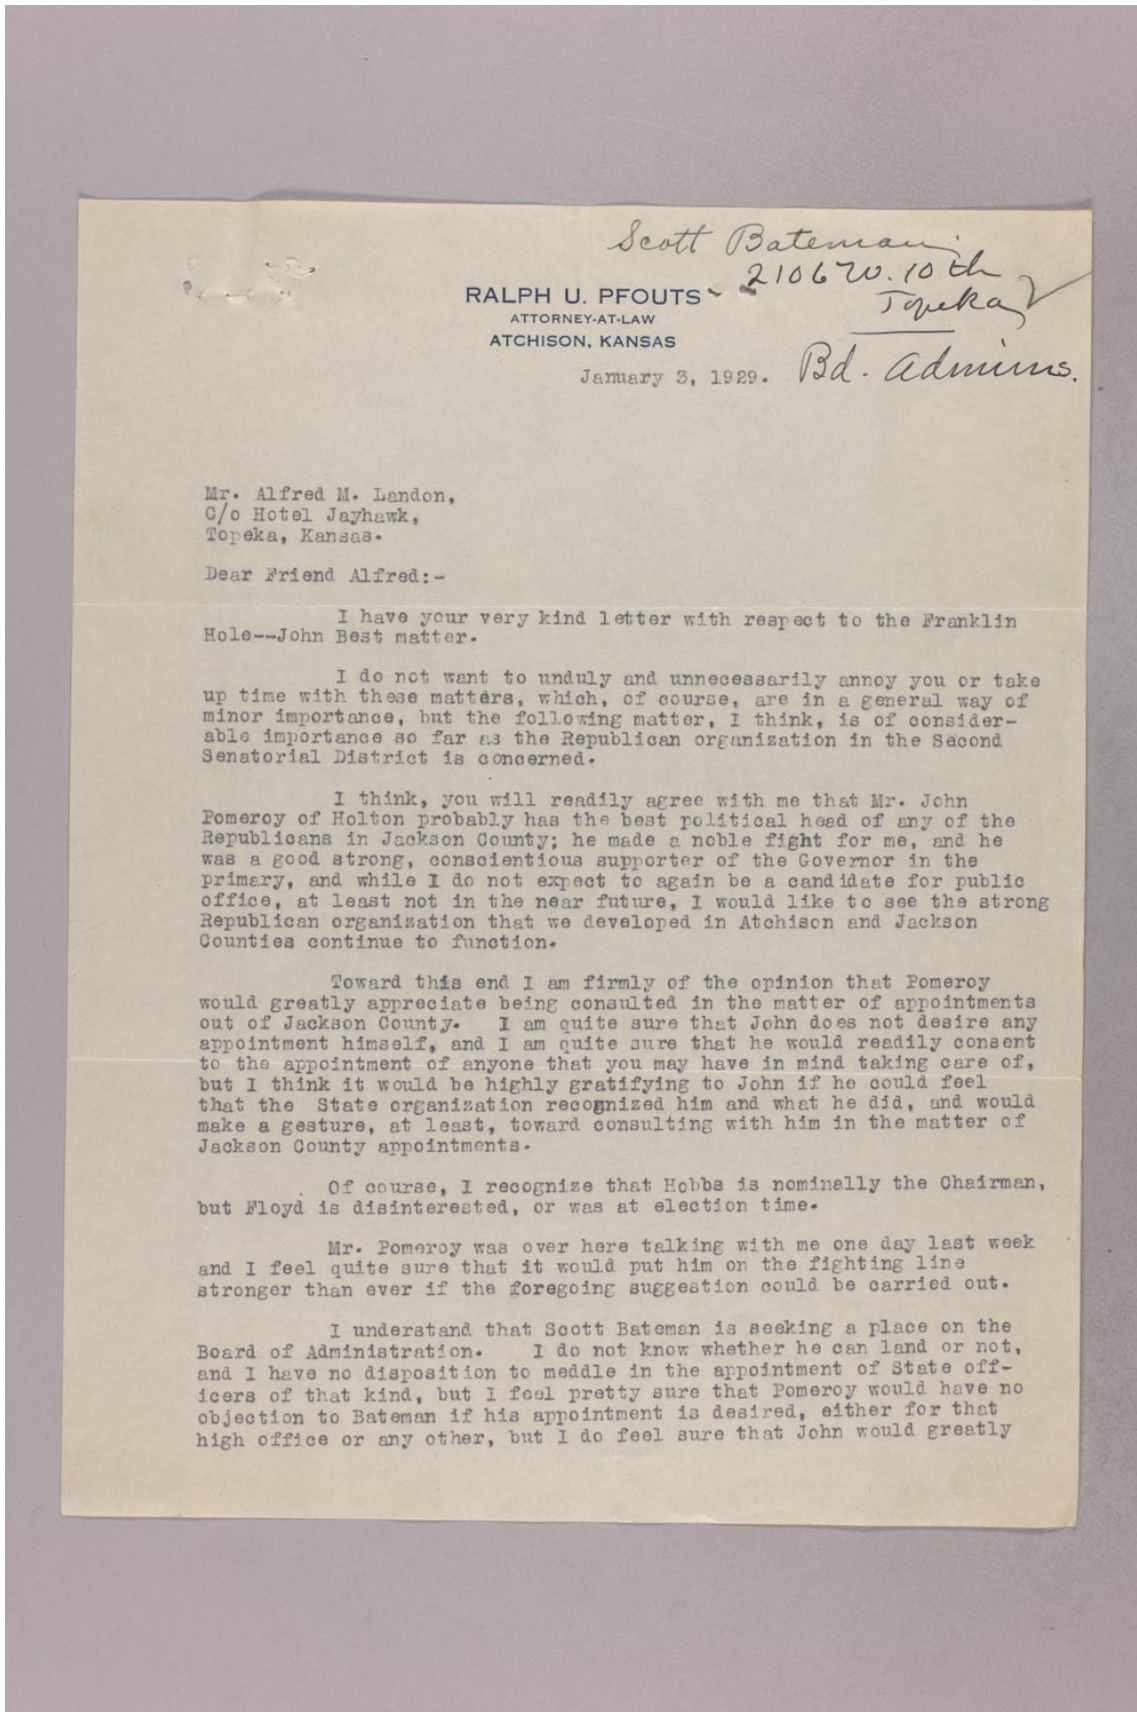 Scott Bateman
2106 W. 10th
Topeka
RALPH U. PFOUTS
ATTORNEY-AT-LAW
ATCHISON, KANSAS
Bd. Admins.
January 3, 1929.
Mr. Alfred M. Landon,
C/o Hotel Jayhawk,
Topeka, Kansas.
Dear Friend Alfred:-
I have your very kind letter with respect to the Franklin
Hole--John Best matter.
I do not want to unduly and unnecessarily annoy you or take
up time with these matters, which, of course, are in a general way of
minor importance, but the following matter, I think, is of consider-
able importance so far as the Republican organization in the Second
Senatorial District is concerned.
I think, you will readily agree with me that Mr. John
Pomeroy of Holton probably has the best political head of any of the
Republicans in Jackson County; he made a noble fight for me, and he
was a good strong, conscientious supporter of the Governor in the
primary, and while I do not expect to again be a candidate for public
office, at least not in the near future, I would like to see the strong
Republican organization that we developed in Atchison and Jackson
Counties continue to function.
Toward this end I am firmly of the opinion that Pomeroy
would greatly appreciate being consulted in the matter of appointments
out of Jackson County. I am quite sure that John does not desire any
appointment himself, and I am quite sure that he would readily consent
to the appointment of anyone that you may have in mind taking care of,
but I think it would be highly gratifying to John if he could feel
that the State organization recognized him and what he did, and would
make a gesture, at least, toward consulting with him in the matter of
Jackson County appointments.
Of course, I recognize that Hobbs is nominally the Chairman,
but Floyd is disinterested, or was at election time.
Mr. Pomeroy was over here talking with me one day last week
and I feel quite sure that it would put him on the fighting line
stronger than ever if the foregoing suggestion could be carried out.
I understand that Scott Bateman is seeking a place on the
Board of Administration. I do not know whether he can land or not,
and I have no disposition to meddle in the appointment of State off-
icers of that kind, but I feel pretty sure that Pomeroy would have no
objection to Bateman if his appointment is desired, either for that
high office or any other, but I do feel sure that John would greatly